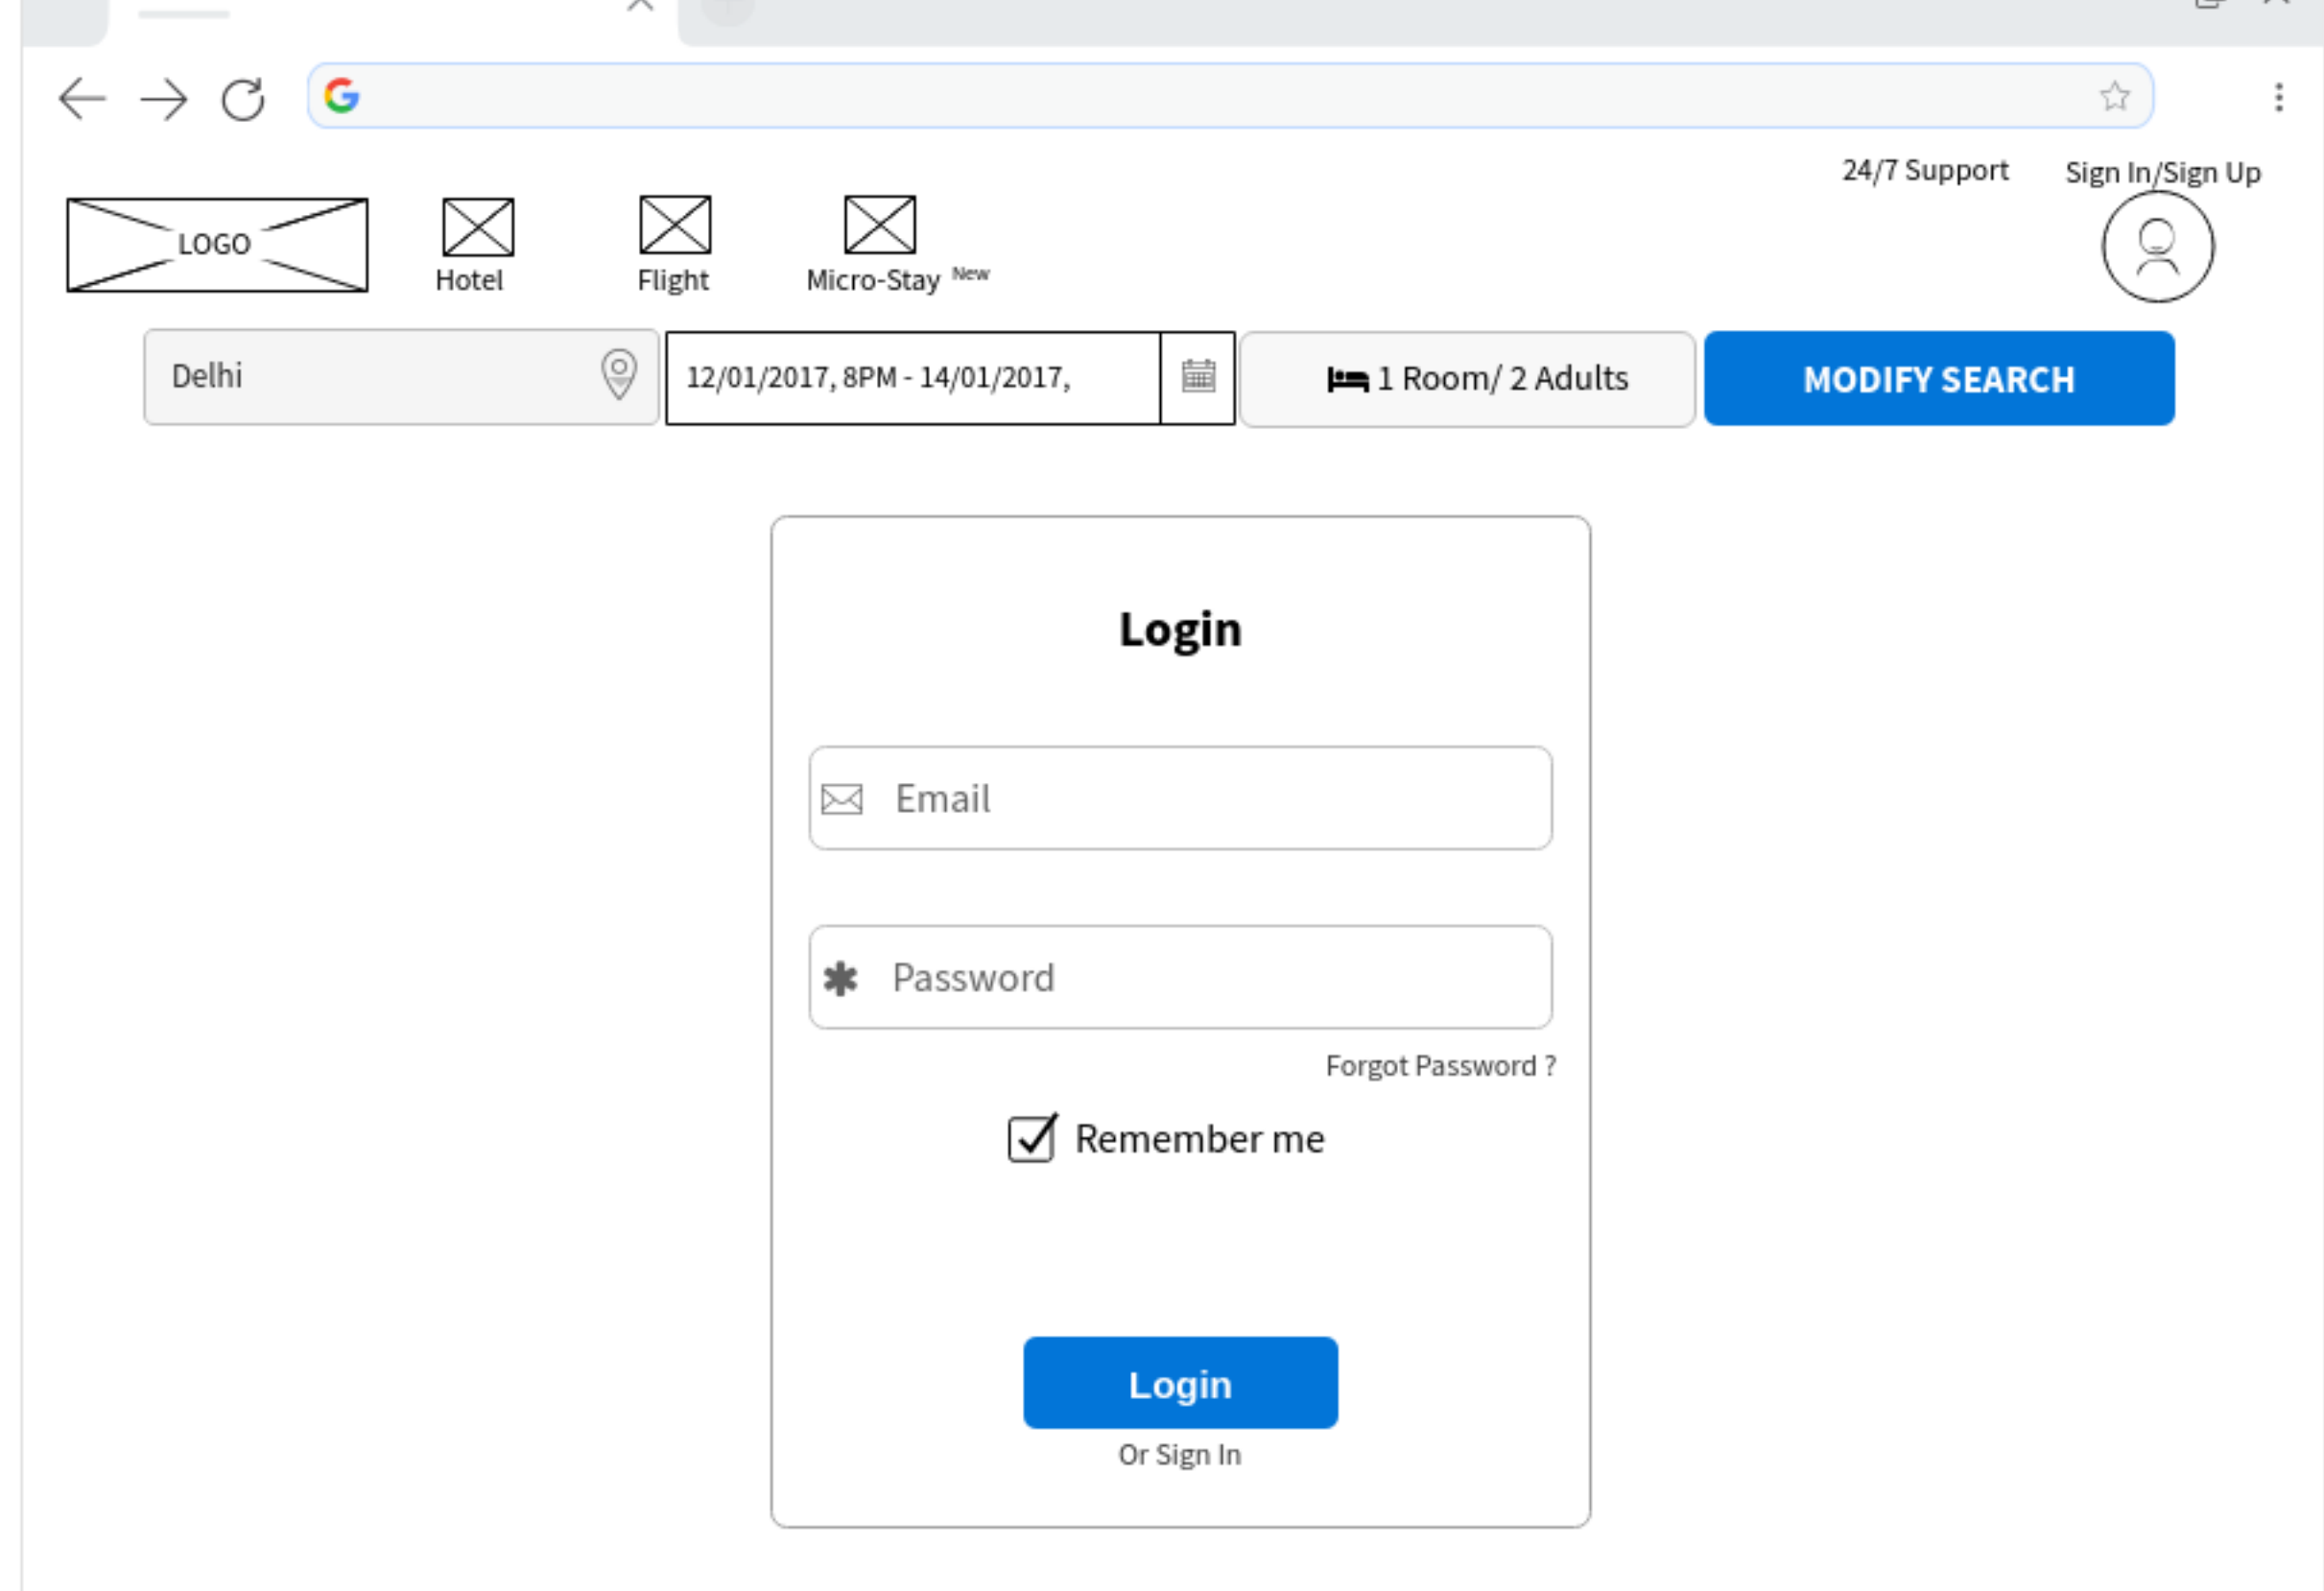 24/7 Support
Sign In/Sign Up
LOGO
Hotel
Flight
Micro-Stay New
Delhi
12/01/2017, 8PM - 14/01/2017,
1 Room/ 2 Adults
MODIFY SEARCH
Login
Email
Password
Forgot Password ?
Remember me
Login
Or Sign In